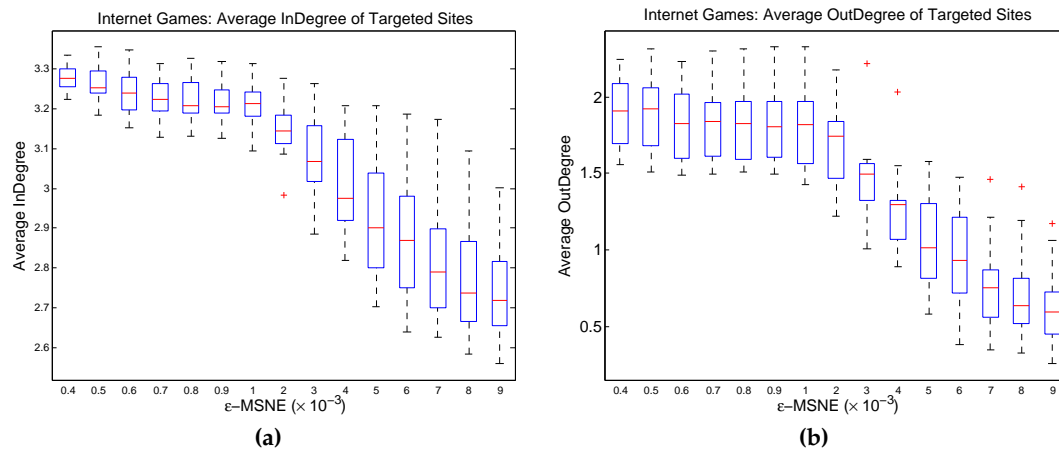 Internet Games: Average InDegree of Targeted Sites
Average InDegree
3.3
3.2
3.1
3
2.9
2.8
2.7
2.6
0.4 0.5 0.6 0.7 0.8 0.9 1 2 3 4 5 6 7 8 9
ε−MSNE (× 10⁻³)
(a)
Internet Games: Average OutDegree of Targeted Sites
Average OutDegree
2
1.5
1
0.5
0.4 0.5 0.6 0.7 0.8 0.9 1 2 3 4 5 6 7 8 9
ε−MSNE (× 10⁻³)
(b)